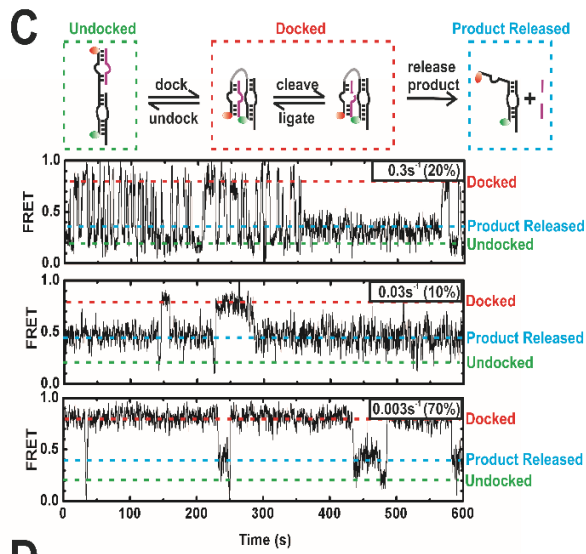 C
Undocked
Docked
Product Released
dock
undock
cleave
ligate
release
product
+
FRET
1.0
0.5
0.0
0.3s⁻¹ (20%)
Docked
Product Released
Undocked
FRET
1.0
0.5
0.0
0.03s⁻¹ (10%)
Docked
Product Released
Undocked
FRET
1.0
0.5
0.0
0.003s⁻¹ (70%)
Docked
Product Released
Undocked
0 100 200 300 400 500 600
Time (s)